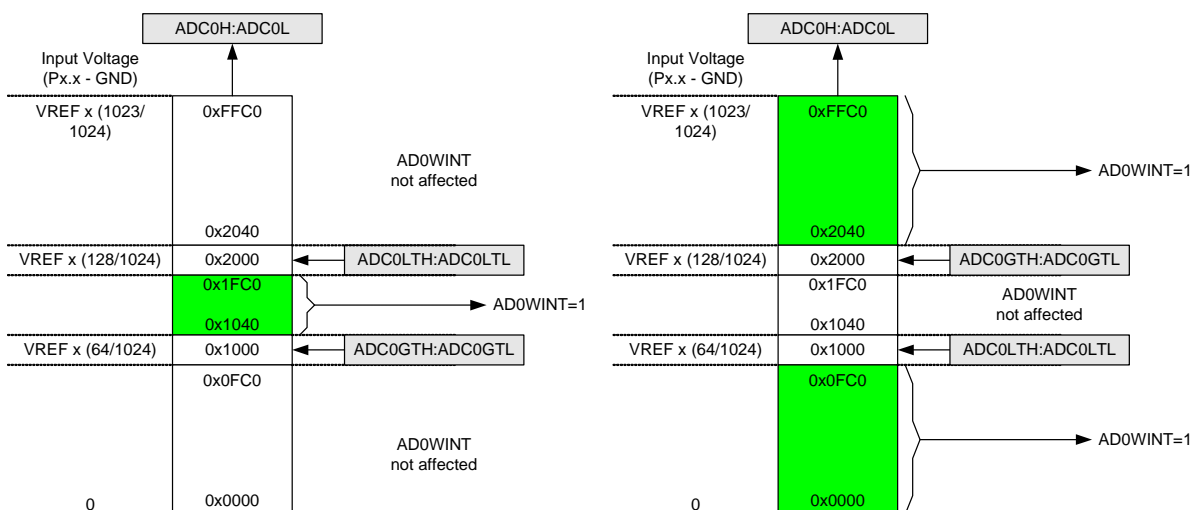 ADC0H:ADC0L
Input Voltage
(Px.x - GND)
VREF x (1023/
1024)
0xFFC0
AD0WINT
not affected
0x2040
VREF x (128/1024)
0x2000
ADC0LTH:ADC0LTL
0x1FC0
AD0WINT=1
0x1040
VREF x (64/1024)
0x1000
ADC0GTH:ADC0GTL
0x0FC0
AD0WINT
not affected
0
0x0000
ADC0H:ADC0L
Input Voltage
(Px.x - GND)
VREF x (1023/
1024)
0xFFC0
AD0WINT=1
0x2040
VREF x (128/1024)
0x2000
ADC0GTH:ADC0GTL
0x1FC0
AD0WINT
not affected
0x1040
VREF x (64/1024)
0x1000
ADC0LTH:ADC0LTL
0x0FC0
AD0WINT=1
0
0x0000